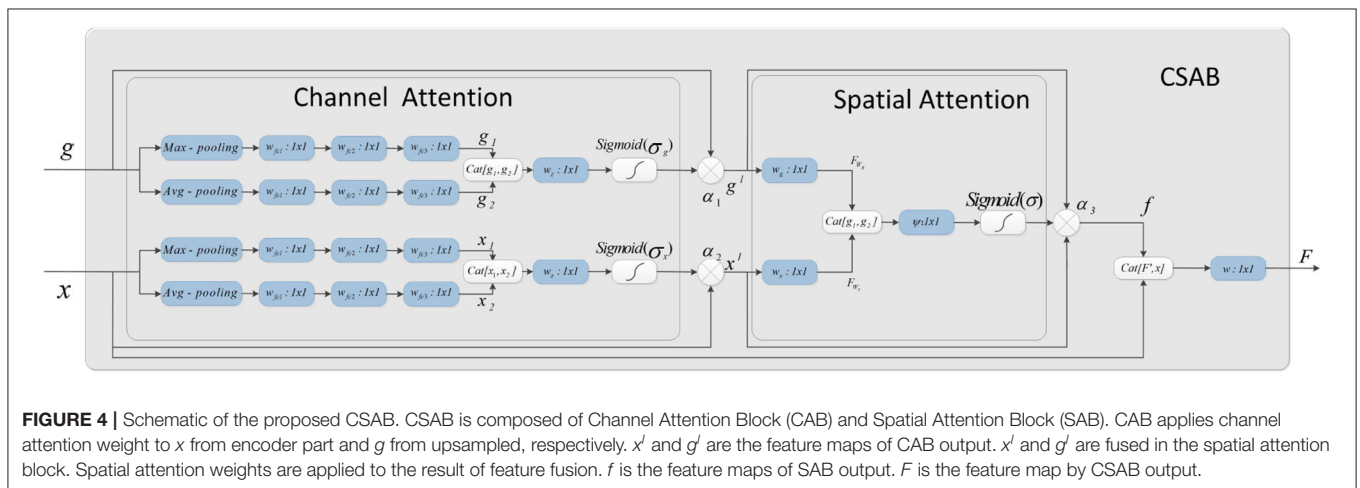 CSAB
Channel Attention
Spatial Attention
g
Max - pooling
w_fc1 : 1x1
w_fc2 : 1x1
w_fc3 : 1x1
g_1
Avg - pooling
w_fc1 : 1x1
w_fc2 : 1x1
w_fc3 : 1x1
g_2
Cat[g_1, g_2]
w_g : 1x1
Sigmoid(σ_g)
α_1
g^l
x
Max - pooling
w_fc1 : 1x1
w_fc2 : 1x1
w_fc3 : 1x1
x_1
Avg - pooling
w_fc1 : 1x1
w_fc2 : 1x1
w_fc3 : 1x1
x_2
Cat[x_1, x_2]
Sigmoid(σ_x)
α_2
x^l
w_g : 1x1
F_Wg
w_g : 1x1
F_Wx
Cat[g_1, g_2]
ψ:1x1
Sigmoid(σ)
α_3
f
Cat[F', x]
w : 1x1
F
FIGURE 4 | Schematic of the proposed CSAB. CSAB is composed of Channel Attention Block (CAB) and Spatial Attention Block (SAB). CAB applies channel
attention weight to x from encoder part and g from upsampled, respectively. x^l and g^l are the feature maps of CAB output. x^l and g^l are fused in the spatial attention
block. Spatial attention weights are applied to the result of feature fusion. f is the feature maps of SAB output. F is the feature map by CSAB output.